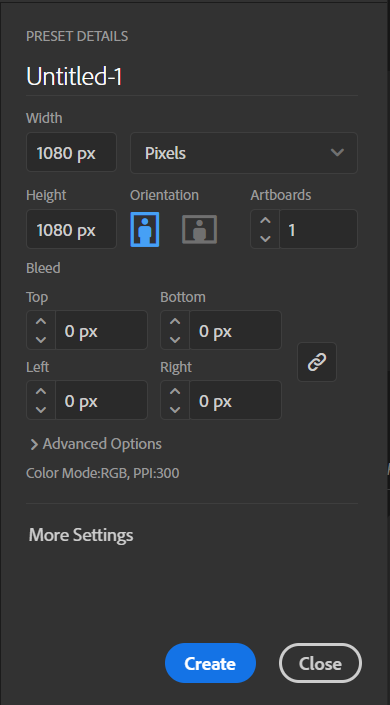 PRESET DETAILS
Untitled-1
Width
1080 px Pixels
Height Orientation Artboards
1080 px 1
Bleed
Top Bottom
0 px 0 px
Left Right
0 px 0 px
Advanced Options
Color Mode:RGB, PPI:300
More Settings
Create Close